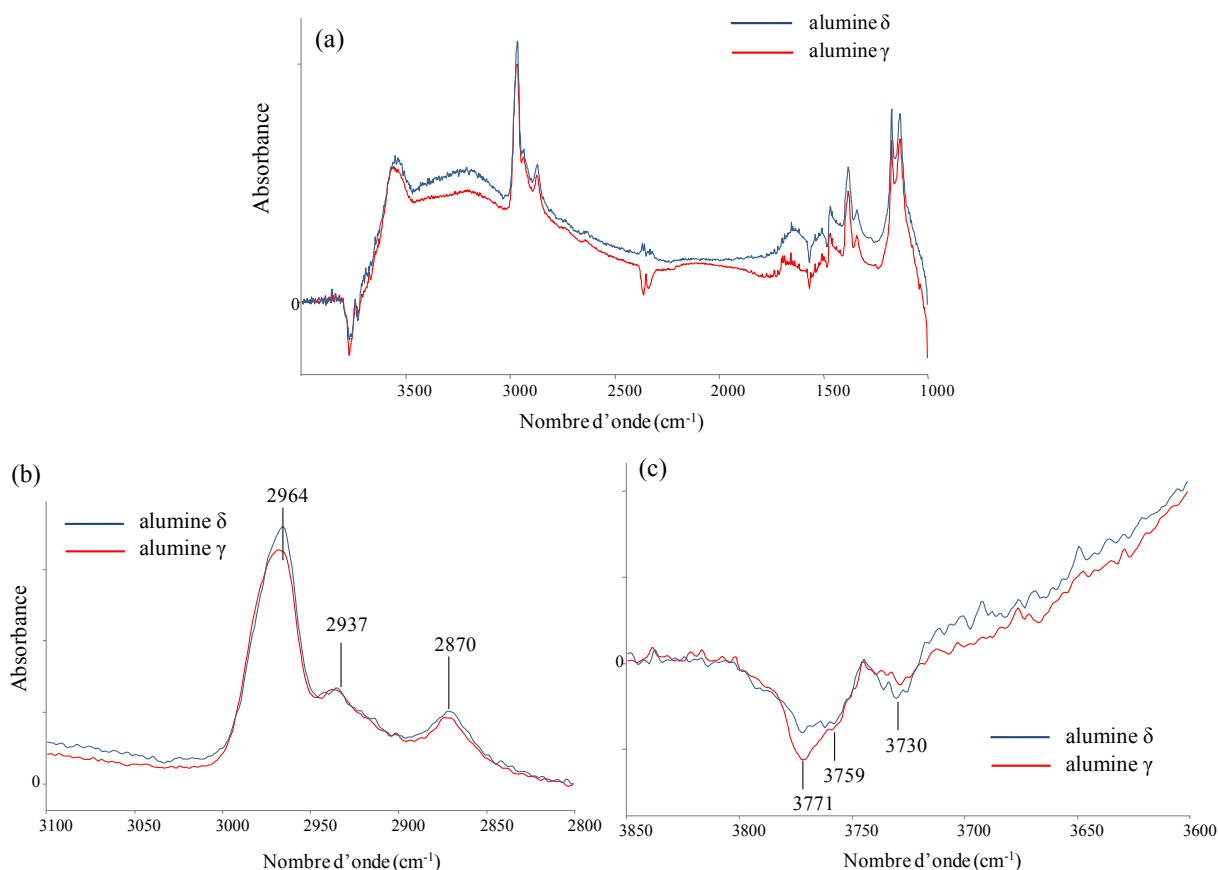 (a)
alumine δ
alumine γ
Absorbance
0
3500 3000 2500 2000 1500 1000
Nombre d'onde (cm-1)
(b)
alumine δ
alumine γ
2964
2937
2870
Absorbance
0
3100 3050 3000 2950 2900 2850 2800
Nombre d'onde (cm-1)
(c)
Absorbance
0
3730
3759
3771
alumine δ
alumine γ
3850 3800 3750 3700 3650 3600
Nombre d'onde (cm-1)